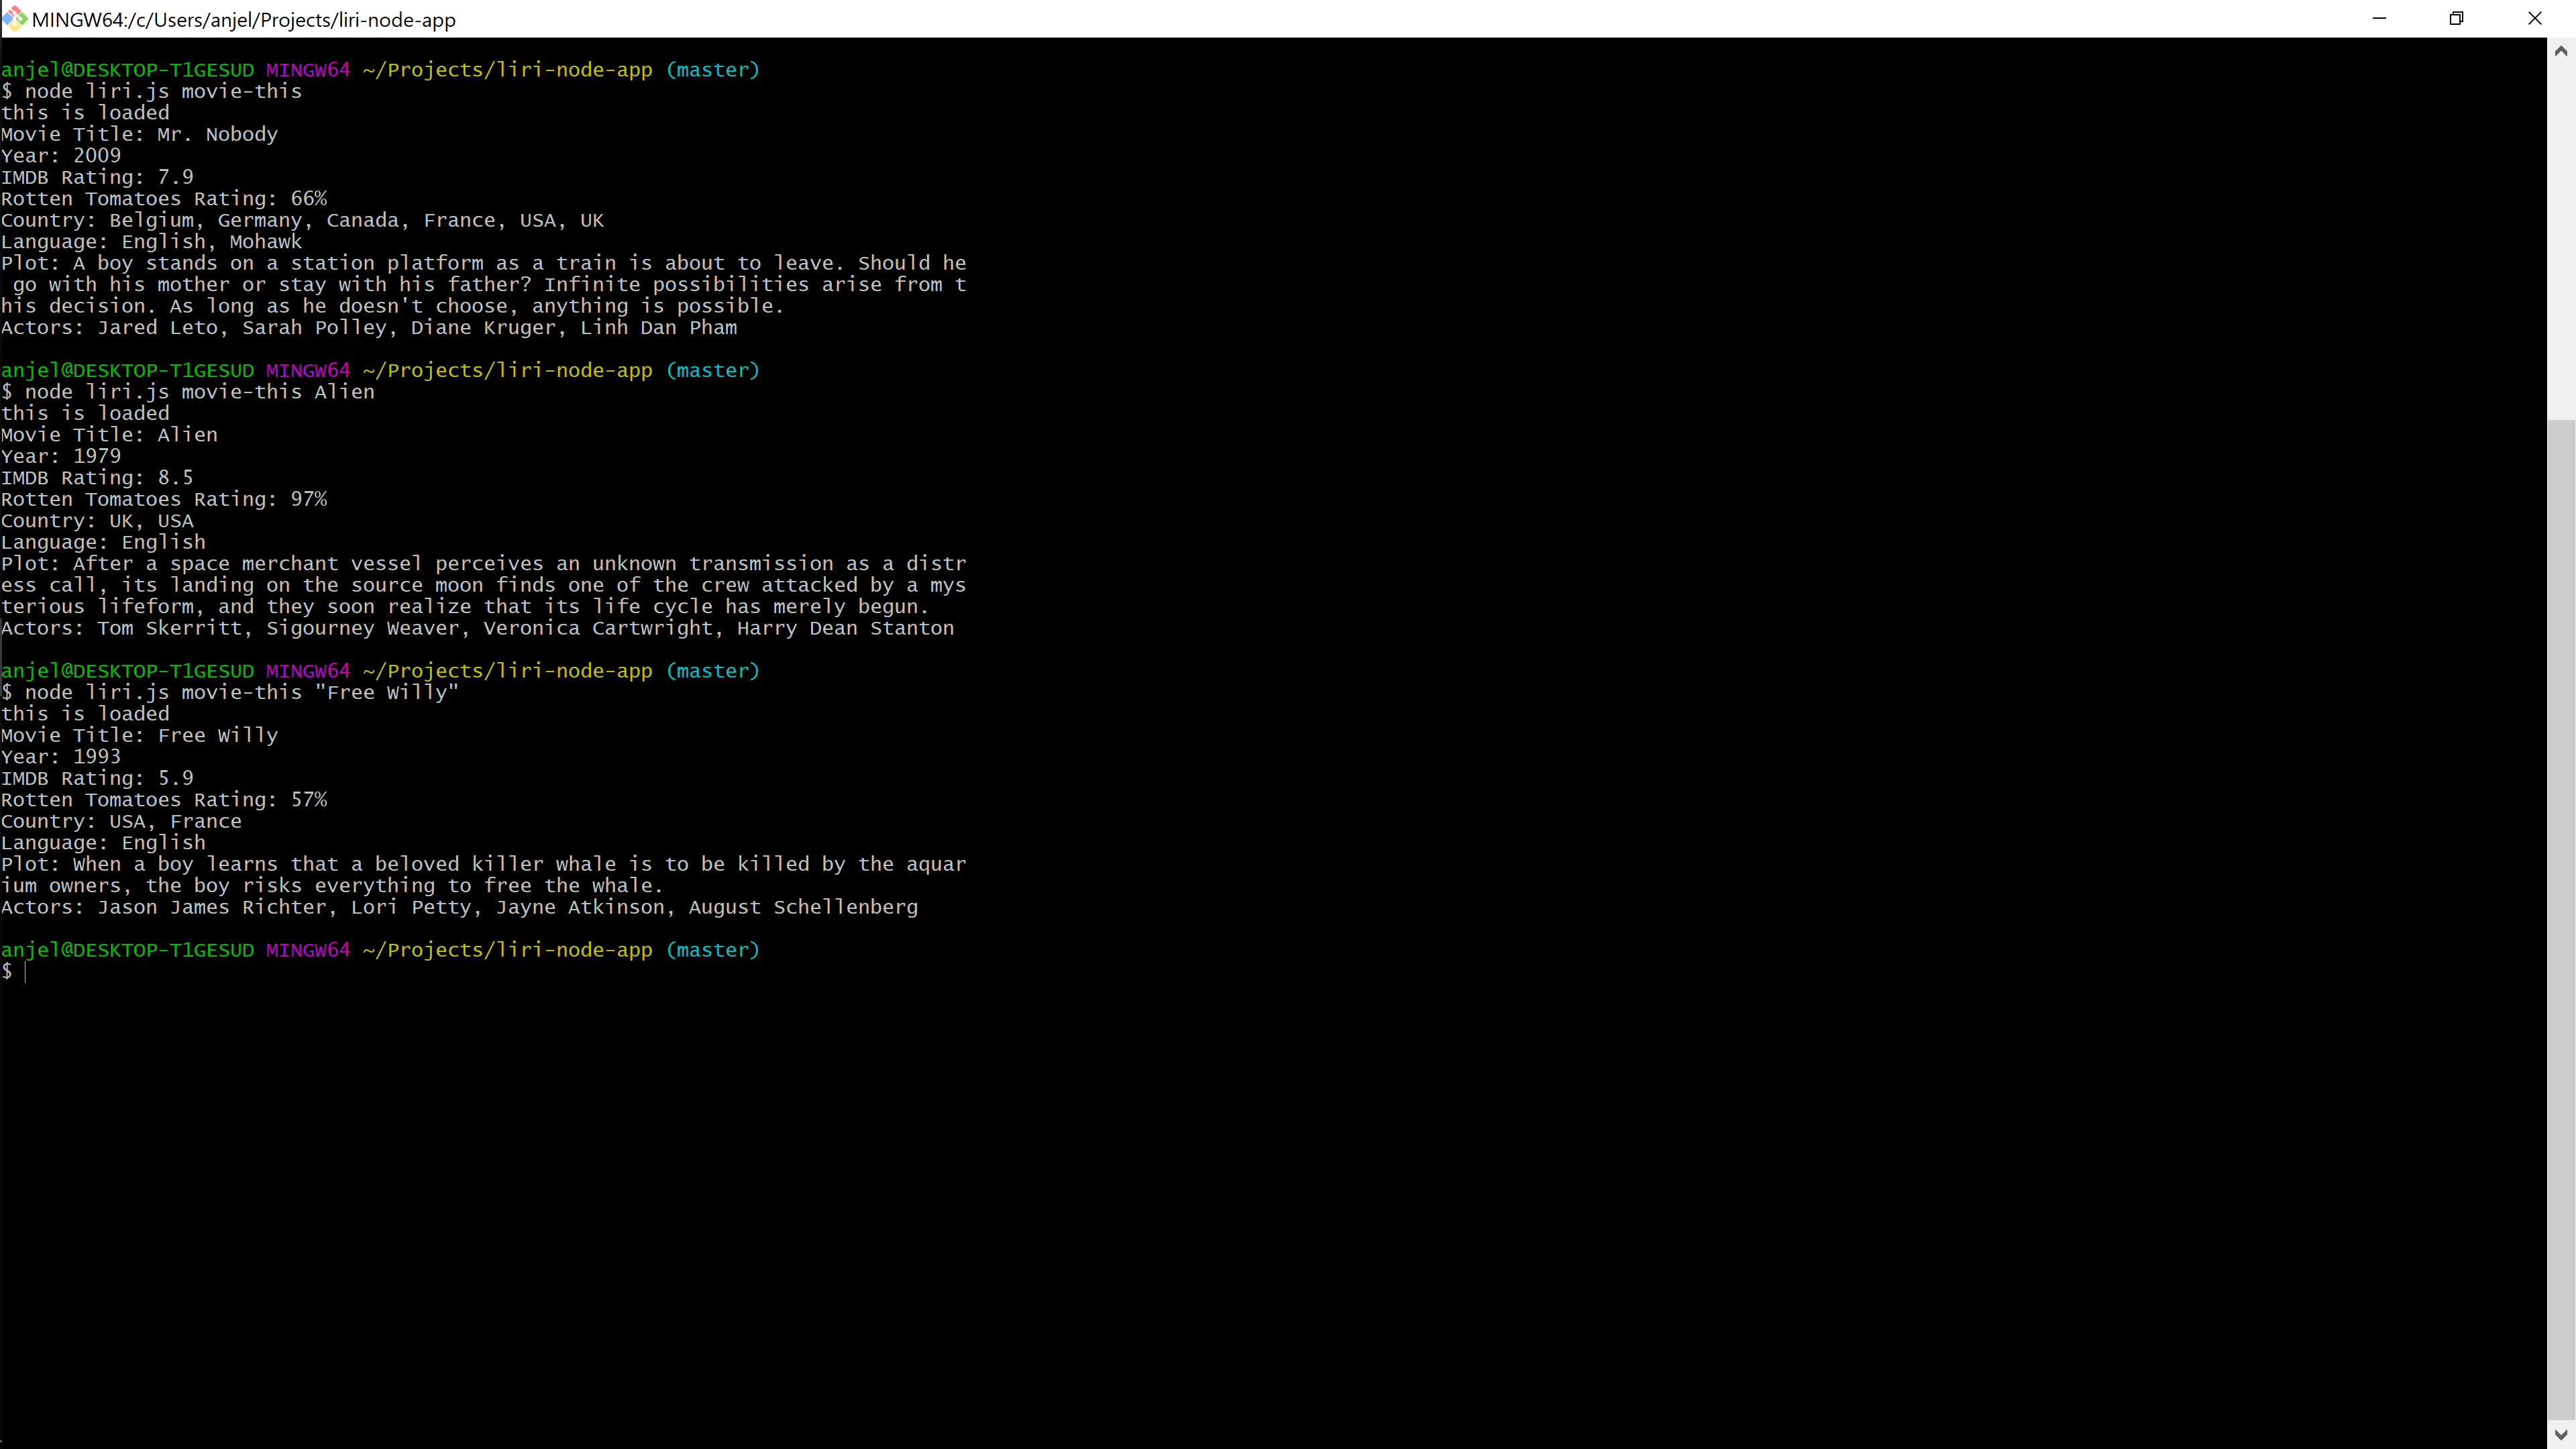 MINGW64:/c/Users/anjel/Projects/liri-node-app
anjel@DESKTOP-T1GESUD MINGW64 ~/Projects/liri-node-app (master)
$ node liri.js movie-this
this is loaded
Movie Title: Mr. Nobody
Year: 2009
IMDB Rating: 7.9
Rotten Tomatoes Rating: 66%
Country: Belgium, Germany, Canada, France, USA, UK
Language: English, Mohawk
Plot: A boy stands on a station platform as a train is about to leave. Should he
 go with his mother or stay with his father? Infinite possibilities arise from t
his decision. As long as he doesn't choose, anything is possible.
Actors: Jared Leto, Sarah Polley, Diane Kruger, Linh Dan Pham
anjel@DESKTOP-T1GESUD MINGW64 ~/Projects/liri-node-app (master)
$ node liri.js movie-this Alien
this is loaded
Movie Title: Alien
Year: 1979
IMDB Rating: 8.5
Rotten Tomatoes Rating: 97%
Country: UK, USA
Language: English
Plot: After a space merchant vessel perceives an unknown transmission as a distr
ess call, its landing on the source moon finds one of the crew attacked by a mys
terious lifeform, and they soon realize that its life cycle has merely begun.
Actors: Tom Skerritt, Sigourney Weaver, Veronica Cartwright, Harry Dean Stanton
anjel@DESKTOP-T1GESUD MINGW64 ~/Projects/liri-node-app (master)
$ node liri.js movie-this "Free Willy"
this is loaded
Movie Title: Free Willy
Year: 1993
IMDB Rating: 5.9
Rotten Tomatoes Rating: 57%
Country: USA, France
Language: English
Plot: When a boy learns that a beloved killer whale is to be killed by the aquar
ium owners, the boy risks everything to free the whale.
Actors: Jason James Richter, Lori Petty, Jayne Atkinson, August Schellenberg
anjel@DESKTOP-T1GESUD MINGW64 ~/Projects/liri-node-app (master)
$